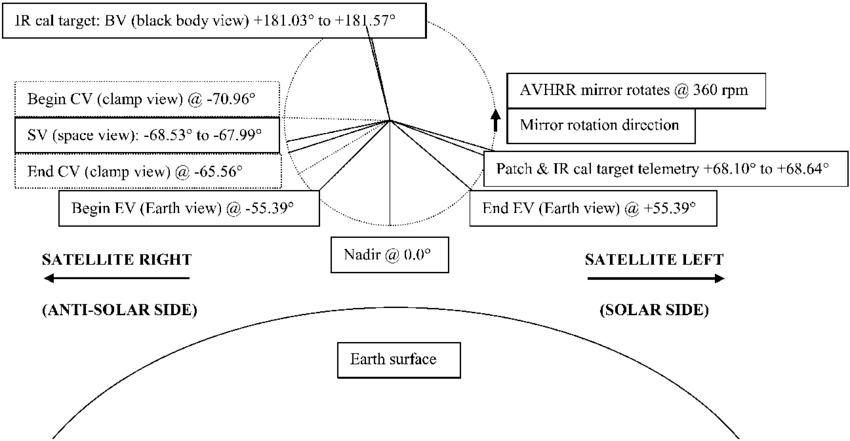 IR cal target: BV (black body view) +181.03° to +181.57°
Begin CV (clamp view) @ -70.96°
SV (space view): -68.53° to -67.99°
End CV (clamp view) @ -65.56°
Begin EV (Earth view) @ -55.39°
AVHRR mirror rotates @ 360 rpm
Mirror rotation direction
Patch & IR cal target telemetry +68.10° to +68.64°
End EV (Earth view) @ +55.39°
Nadir @ 0.0°
SATELLITE RIGHT
(ANTI-SOLAR SIDE)
SATELLITE LEFT
(SOLAR SIDE)
Earth surface